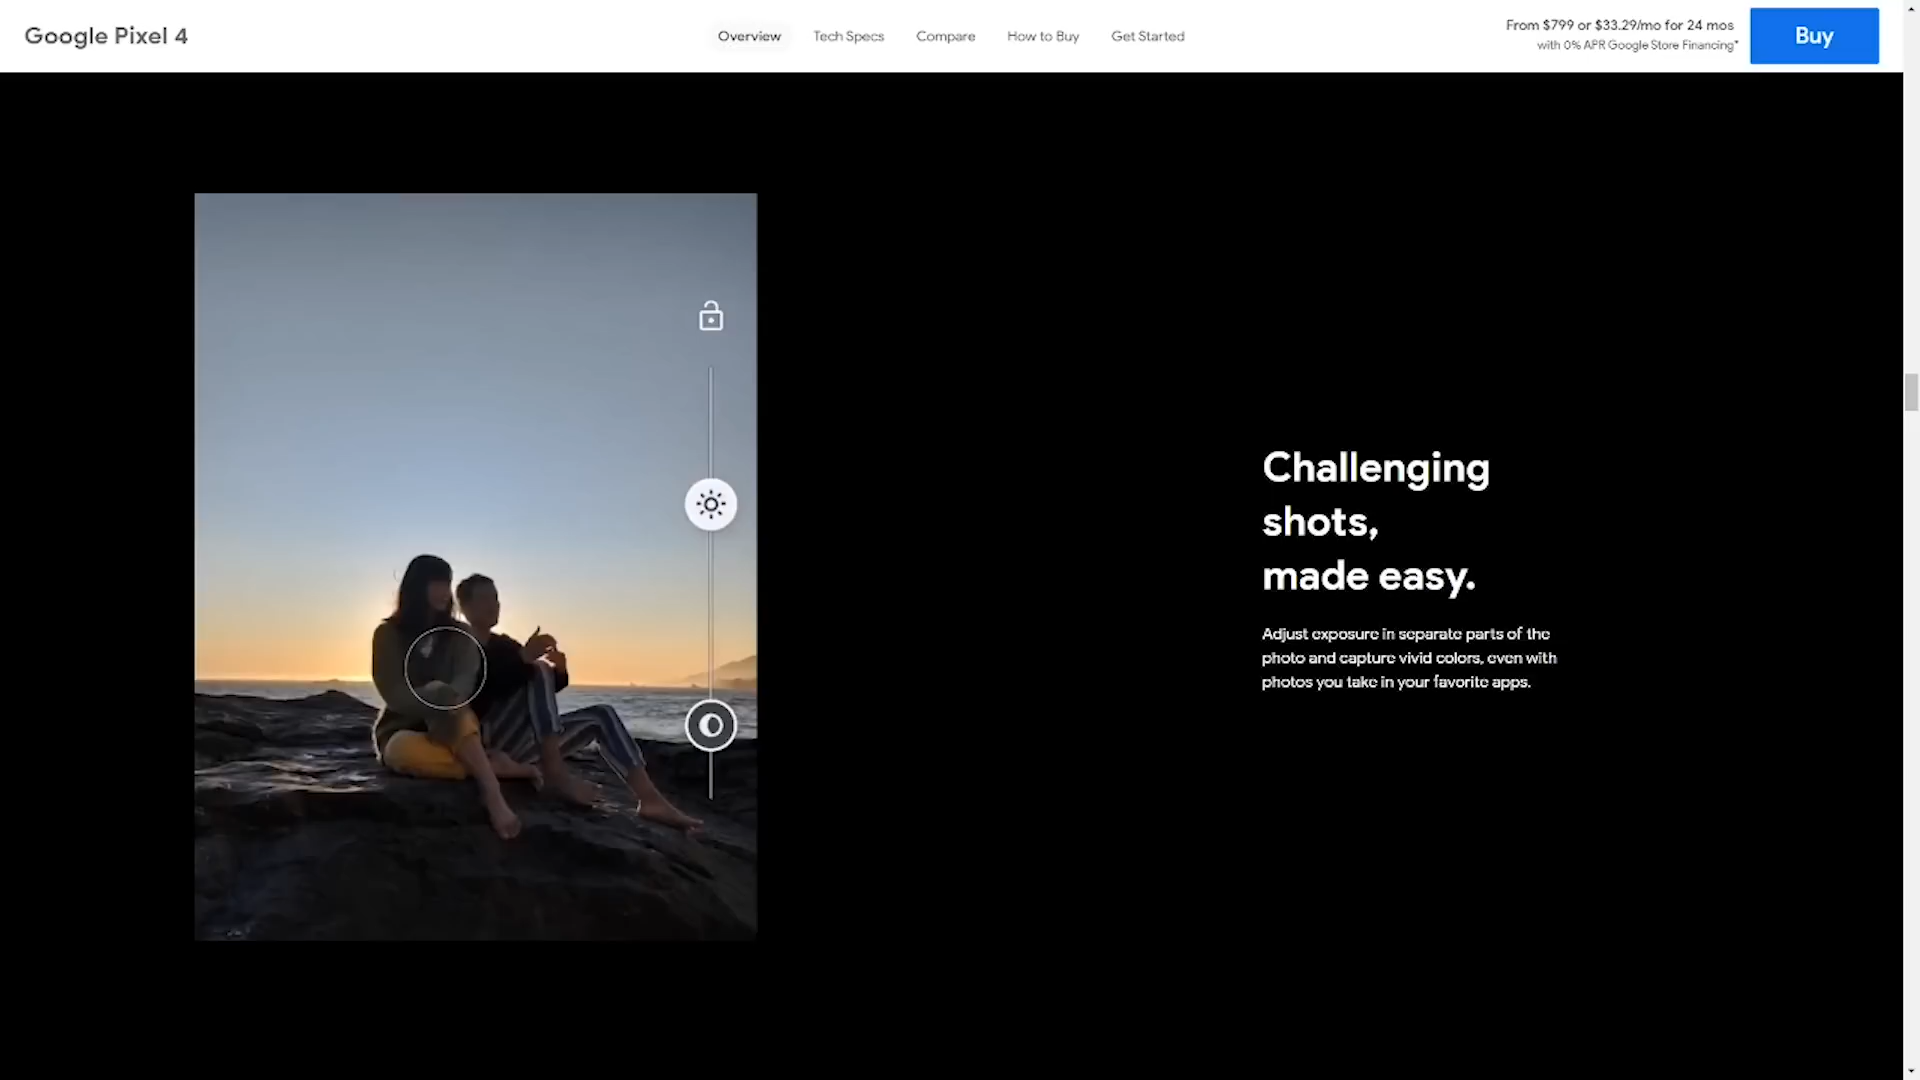 Google Pixel 4
Overview
Tech Specs
Compare
How to Buy
Get Started
From $799 or $33.29/mo for 24 mos
with 0% APR Google Store Financing*
Buy
Challenging
shots,
made easy.
Adjust exposure in separate parts of the
photo and capture vivid colors, even with
photos you take in your favorite apps.